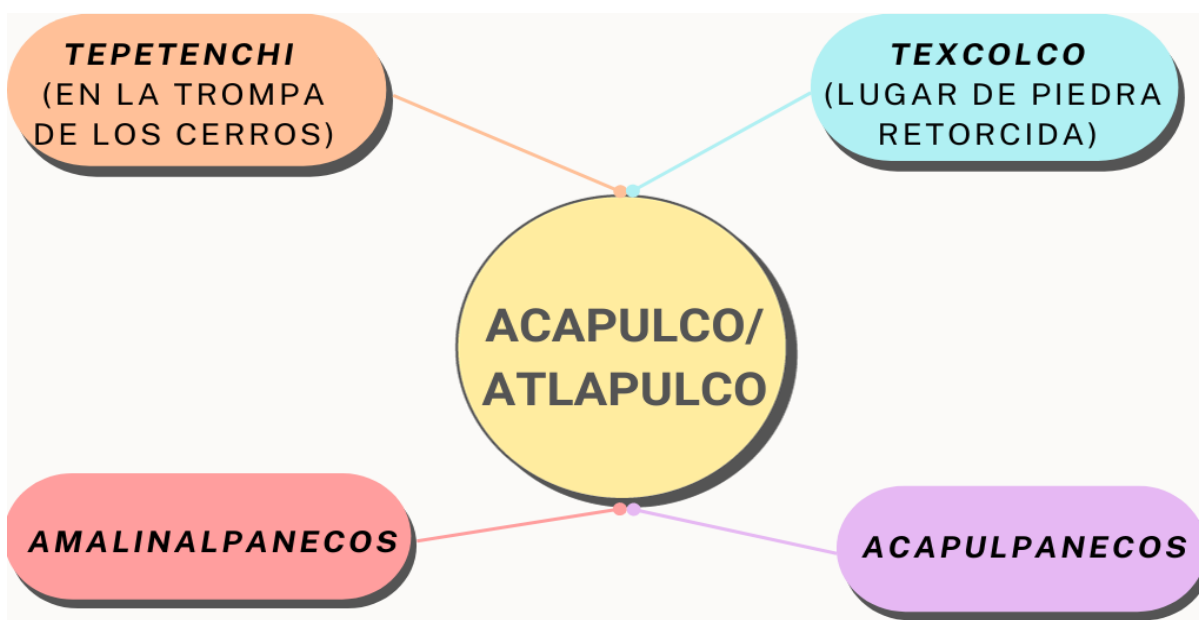 TEPETENCHI
(EN LA TROMPA
DE LOS CERROS)
TEXCOLCO
(LUGAR DE PIEDRA
RETORCIDA)
ACAPULCO/
ATLAPULCO
AMALINALPANECOS
ACAPULPANECOS